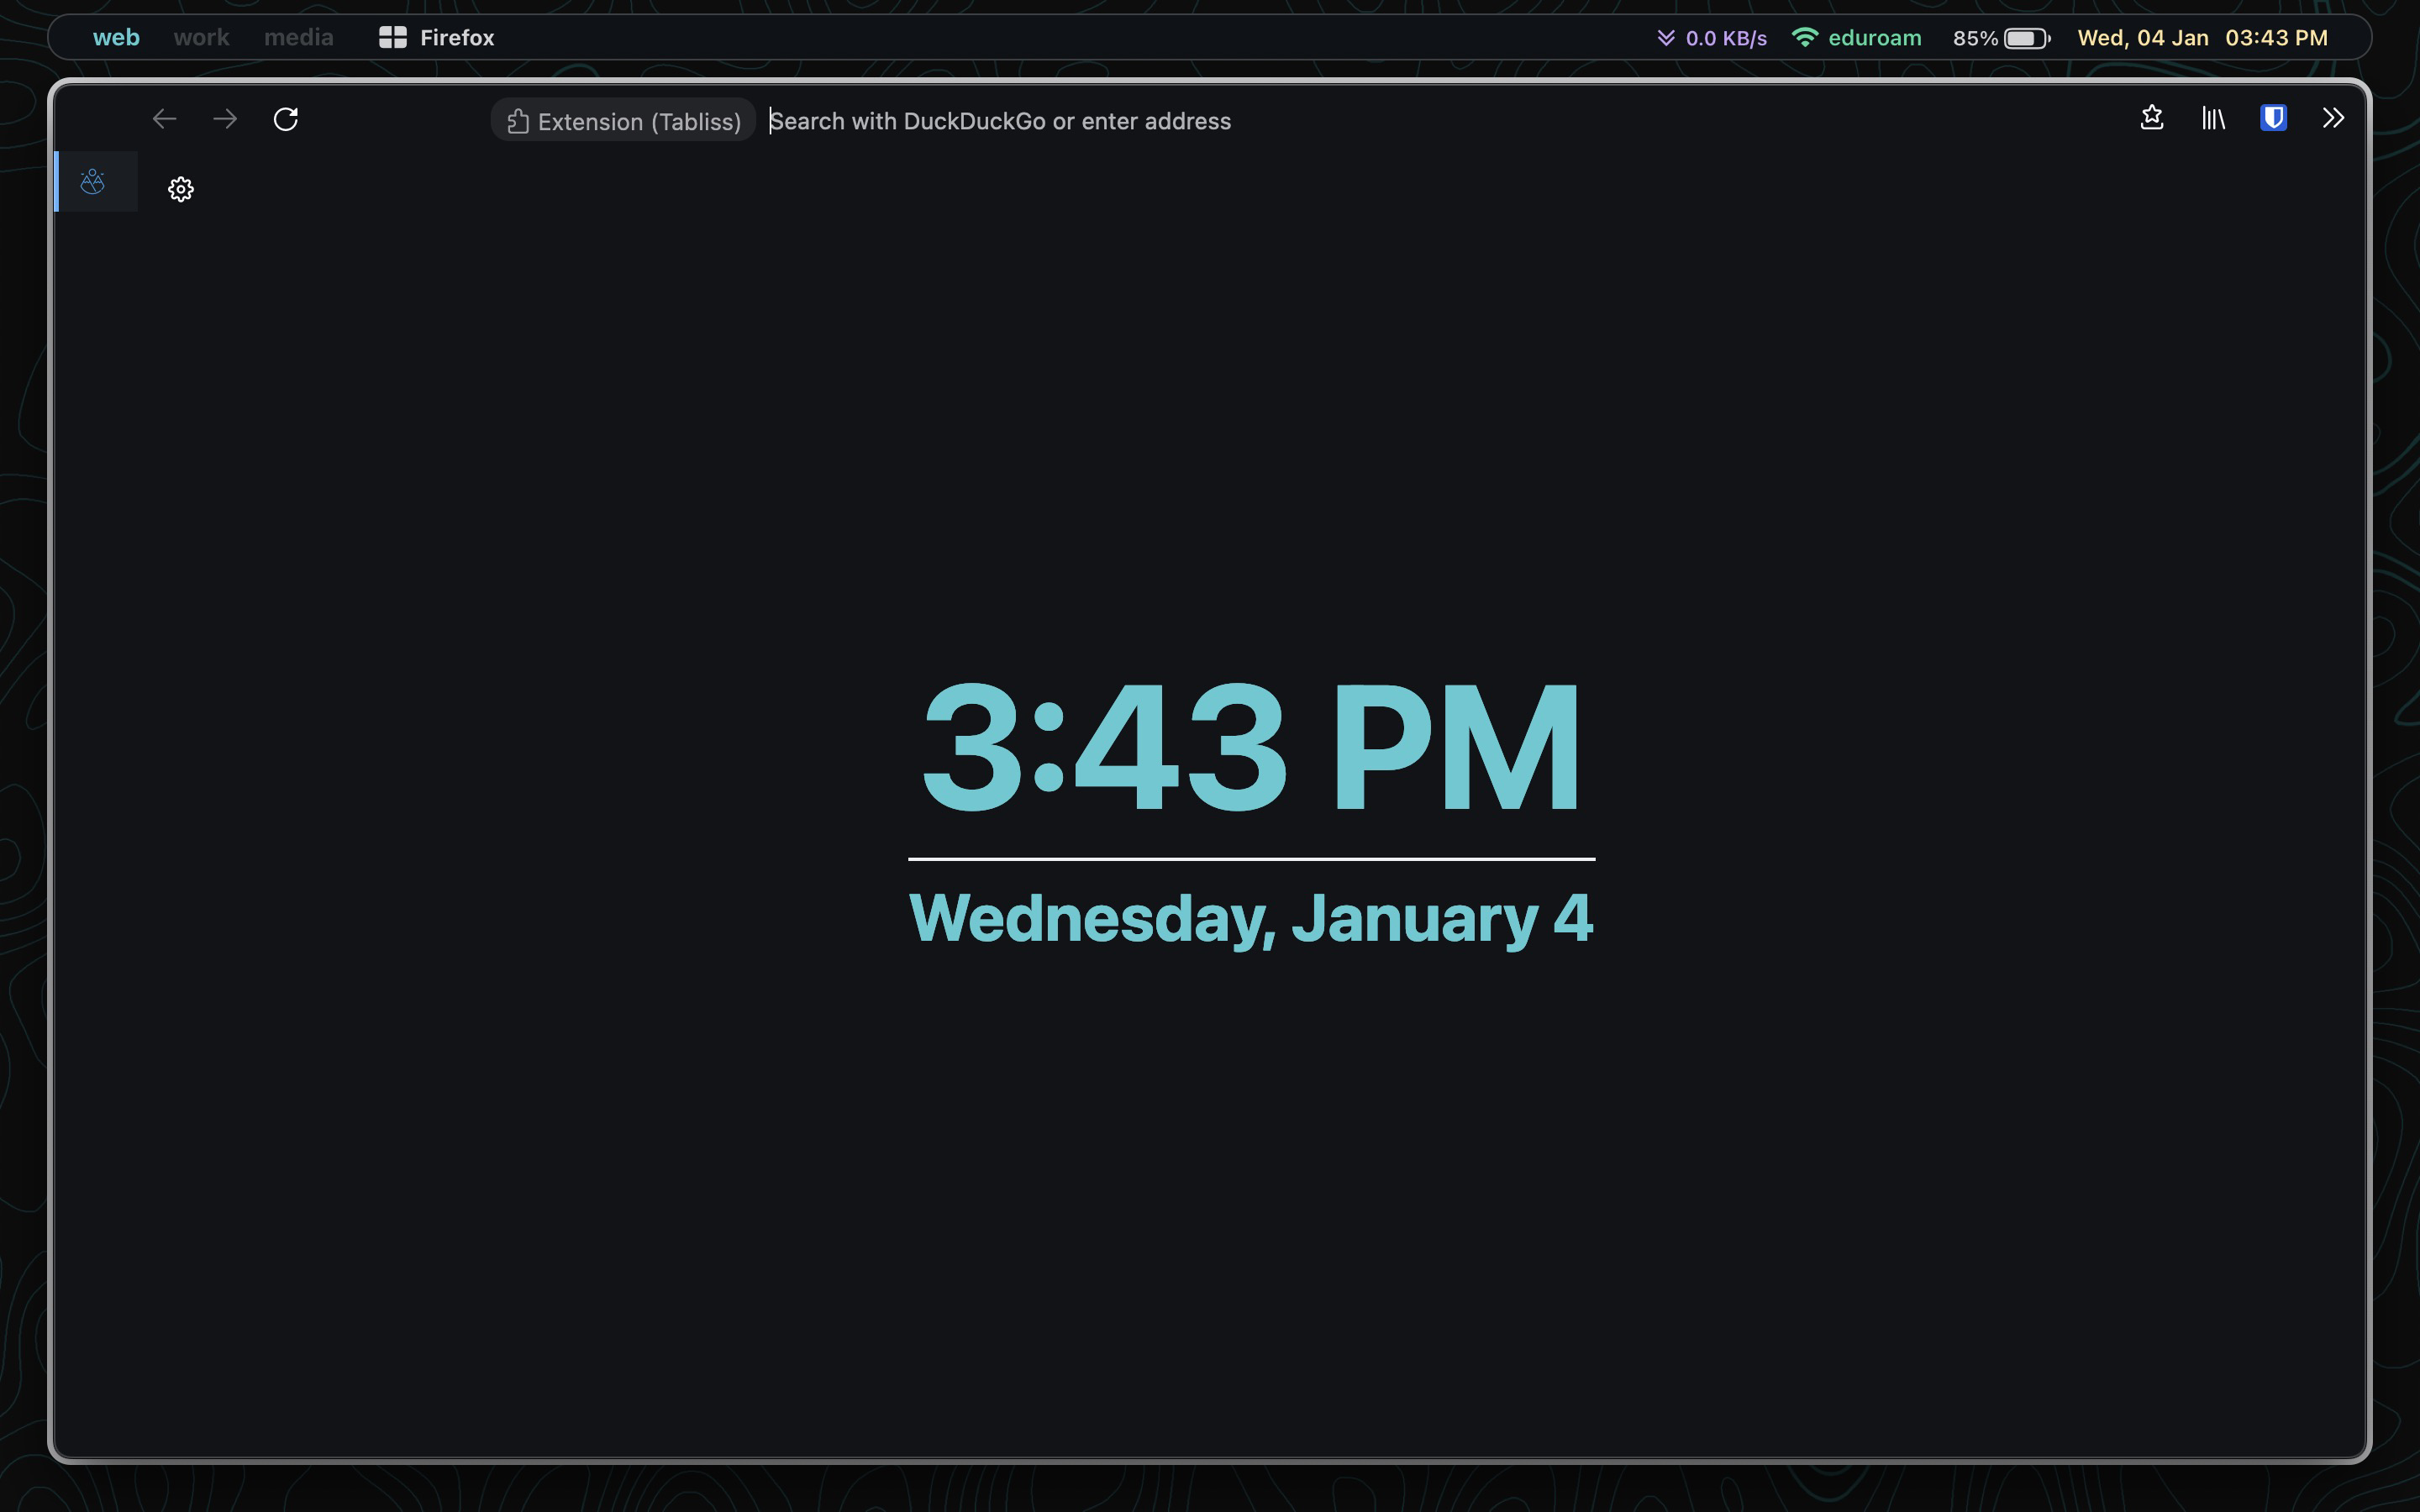 web work media Firefox 0.0 KB/s eduroam 85% Wed, 04 Jan 03:43 PM
Extension (Tabliss) Search with DuckDuckGo or enter address
3:43 PM
Wednesday, January 4